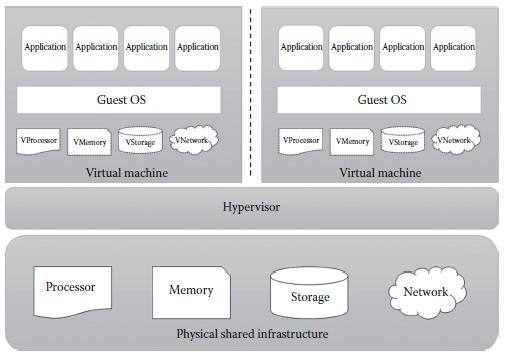 Application Application Application Application
Application Application Application Application
Guest OS
Guest OS
VProcessor VMemory VStorage VNetwork
VProcessor VMemory VStorage VNetwork
Virtual machine
Virtual machine
Hypervisor
Processor Memory Storage Network
Physical shared infrastructure